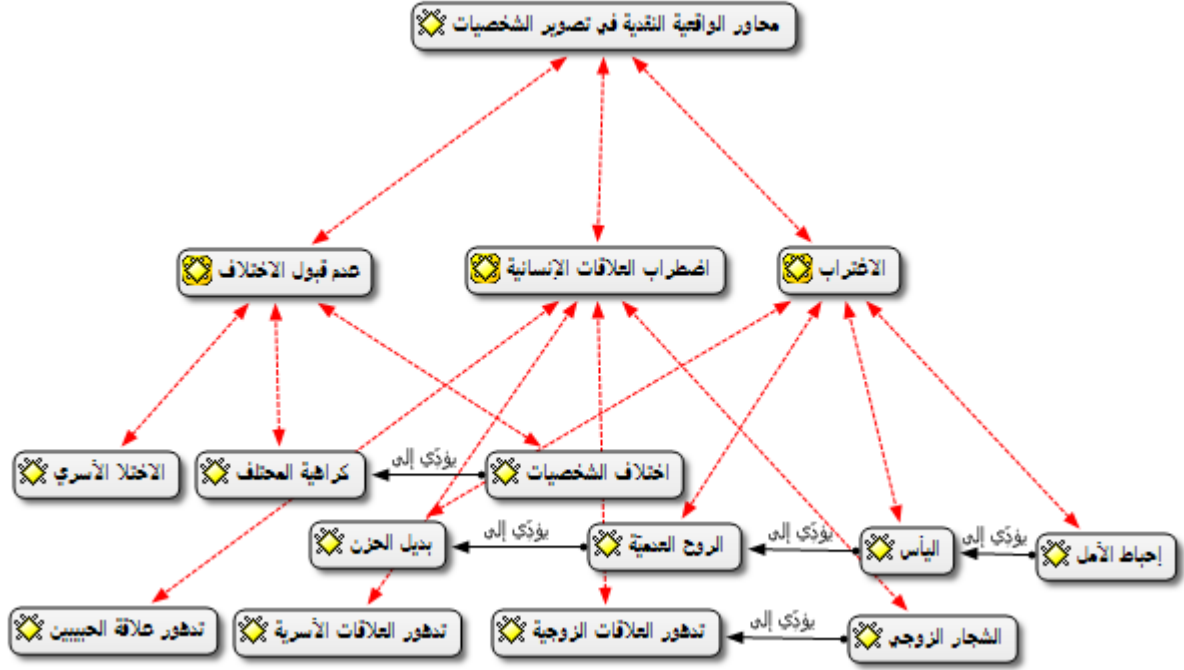 محاور الواقعية النقدية في تصوير الشخصيات
الاغتراب
اضطراب العلاقات الإنسانية
عدم قبول الاختلاف
اختلاف الشخصيات
يؤدّي إلى
كراهية المختلف
الاختلا الأسري
إحباط الأمل
يؤدّي إلى
اليأس
يؤدّي إلى
الروح العدميّة
يؤدّي إلى
بديل الحزن
الشجار الزوجي
يؤدّي إلى
تدهور العلاقات الزوجية
تدهور العلاقات الأسرية
تدهور علاقة الحبيبين